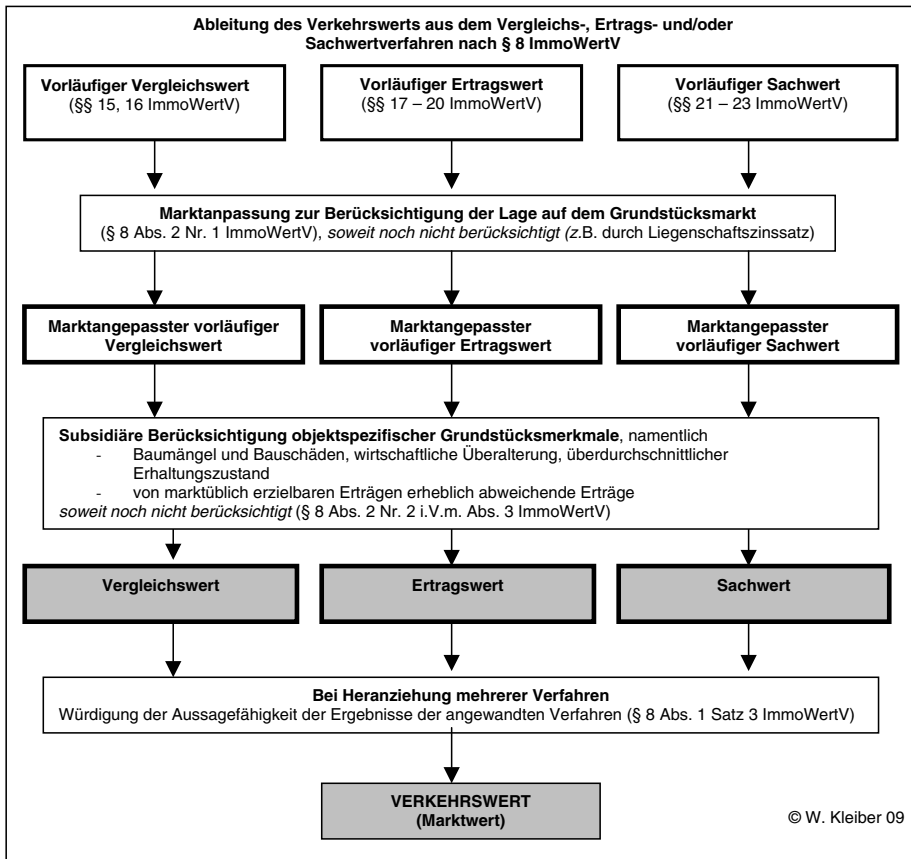 Ableitung des Verkehrswerts aus dem Vergleichs-, Ertrags- und/oder
Sachwertverfahren nach § 8 ImmoWertV
Vorläufiger Vergleichswert
(§§ 15, 16 ImmoWertV)
Vorläufiger Ertragswert
(§§ 17 – 20 ImmoWertV)
Vorläufiger Sachwert
(§§ 21 – 23 ImmoWertV)
Marktanpassung zur Berücksichtigung der Lage auf dem Grundstücksmarkt
(§ 8 Abs. 2 Nr. 1 ImmoWertV), soweit noch nicht berücksichtigt (z.B. durch Liegenschaftszinssatz)
Marktangepasster vorläufiger
Vergleichswert
Marktangepasster
vorläufiger Ertragswert
Marktangepasster
vorläufiger Sachwert
Subsidiäre Berücksichtigung objektspezifischer Grundstücksmerkmale, namentlich
- Baumängel und Bauschäden, wirtschaftliche Überalterung, überdurchschnittlicher
Erhaltungszustand
- von marktüblich erzielbaren Erträgen erheblich abweichende Erträge
soweit noch nicht berücksichtigt (§ 8 Abs. 2 Nr. 2 i.V.m. Abs. 3 ImmoWertV)
Vergleichswert
Ertragswert
Sachwert
Bei Heranziehung mehrerer Verfahren
Würdigung der Aussagefähigkeit der Ergebnisse der angewandten Verfahren (§ 8 Abs. 1 Satz 3 ImmoWertV)
VERKEHRSWERT
(Marktwert)
© W. Kleiber 09